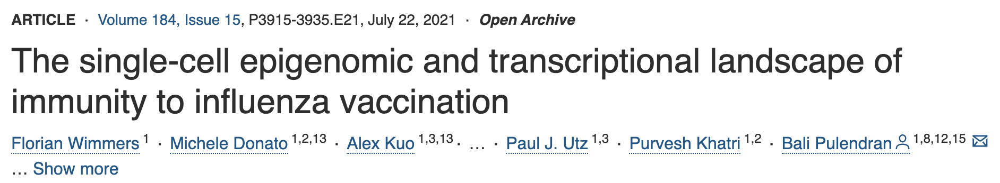 ARTICLE · Volume 184, Issue 15, P3915-3935.E21, July 22, 2021 · Open Archive
The single-cell epigenomic and transcriptional landscape of
immunity to influenza vaccination
Florian Wimmers 1 · Michele Donato 1,2,13 · Alex Kuo 1,3,13 · ... · Paul J. Utz 1,3 · Purvesh Khatri 1,2 · Bali Pulendran 1,8,12,15
... Show more